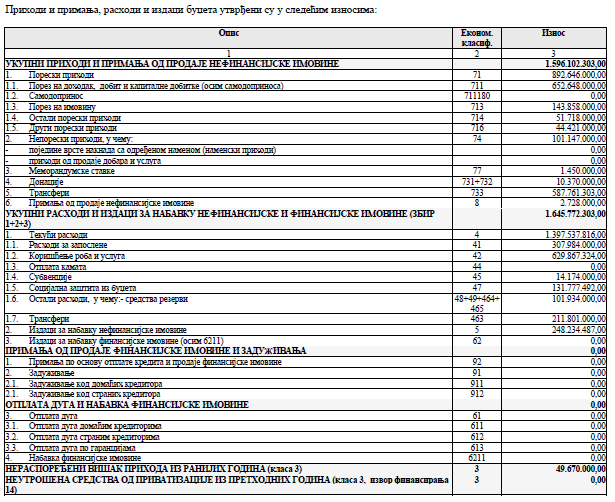 Приходи и примања, расходи и издаци буџета утврђени су у следећим износима:
Опис Економ. класиф. Износ
1 2 3
УКУПНИ ПРИХОДИ И ПРИМАЊА ОД ПРОДАЈЕ НЕФИНАНСИЈСКЕ ИМОВИНЕ 1.596.102.303,00
1. Порески приходи 71 892.646.000,00
1.1. Порез на доходак, добит и капиталне добитке (осим самодоприноса) 711 652.648.000,00
1.2. Самодопринос 711180 0,00
1.3. Порез на имовину 713 143.858.000,00
1.4. Остали порески приходи 714 51.718.000,00
1.5. Други порески приходи 716 44.421.000,00
2. Непорески приходи, у чему: 74 101.147.000,00
- поједине врсте накнада са одређеном наменом (наменски приходи) 0,00
- приходи од продаје добара и услуга 0,00
3. Меморандумске ставке 77 1.450.000,00
4. Донације 731+732 10.370.000,00
5. Трансфери 733 587.761.303,00
6. Примања од продаје нефинансијске имовине 8 2.728.000,00
УКУПНИ РАСХОДИ И ИЗДАЦИ ЗА НАБАВКУ НЕФИНАНСИЈСКЕ И ФИНАНСИЈСКЕ ИМОВИНЕ (ЗБИР 1.645.772.303,00
1+2+3)
1. Текући расходи 4 1.397.537.816,00
1.1. Расходи за запослене 41 307.984.000,00
1.2. Коришћење роба и услуга 42 629.867.324,00
1.3. Отплата камата 44 0,00
1.4. Субвенције 45 14.174.000,00
1.5. Социјална заштита из буџета 47 131.777.492,00
1.6. Остали расходи, у чему:- средства резерви 48+49+464+ 101.934.000,00
465
1.7. Трансфери 463 211.801.000,00
2. Издаци за набавку нефинансијске имовине 5 248.234.487,00
3. Издаци за набавку финансијске имовине (осим 6211) 62 0,00
ПРИМАЊА ОД ПРОДАЈЕ ФИНАНСИЈСКЕ ИМОВИНЕ И ЗАДУЖИВАЊА 0,00
1. Примања по основу отплате кредита и продаје финансијске имовине 92 0,00
2. Задуживање 91 0,00
2.1. Задуживање код домаћих кредитора 911 0,00
2.1. Задуживање код страних кредитора 912 0,00
ОТПЛАТА ДУГА И НАБАВКА ФИНАНСИЈСКЕ ИМОВИНЕ 0,00
3. Отплата дуга 61 0,00
3.1. Отплата дуга домаћим кредиторима 611 0,00
3.2. Отплата дуга страним кредиторима 612 0,00
3.3. Отплата дуга по гаранцијама 613 0,00
4. Набавка финансијске имовине 6211 0,00
НЕРАСПОРЕЂЕНИ ВИШАК ПРИХОДА ИЗ РАНИЈИХ ГОДИНА (класа 3) 3 49.670.000,00
НЕУТРОШЕНА СРЕДСТВА ОД ПРИВАТИЗАЦИЈЕ ИЗ ПРЕТХОДНИХ ГОДИНА (класа 3, извор финансирања 3 0,00
14)